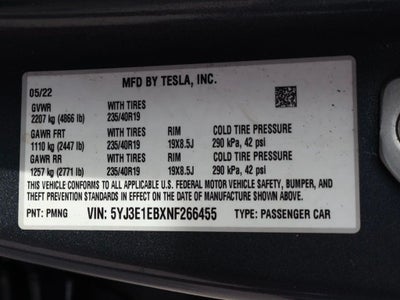 MFD BY TESLA, INC.
05/22
GVWR WITH TIRES
2207 kg (4866 lb) 235/40R19
GAWR FRT WITH TIRES RIM COLD TIRE PRESSURE
1110 kg (2447 lb) 235/40R19 19X8.5J 290 kPa, 42 psi
GAWR RR WITH TIRES RIM COLD TIRE PRESSURE
1257 kg (2771 lb) 235/40R19 19X8.5J 290 kPa, 42 psi
THIS VEHICLE CONFORMS TO ALL APPLICABLE U.S. FEDERAL MOTOR VEHICLE SAFETY, BUMPER, AND
THEFT PREVENTION STANDARDS IN EFFECT ON THE DATE OF MANUFACTURE SHOWN ABOVE.
PNT: PMNG VIN: 5YJ3E1EBXNF266455 TYPE: PASSENGER CAR